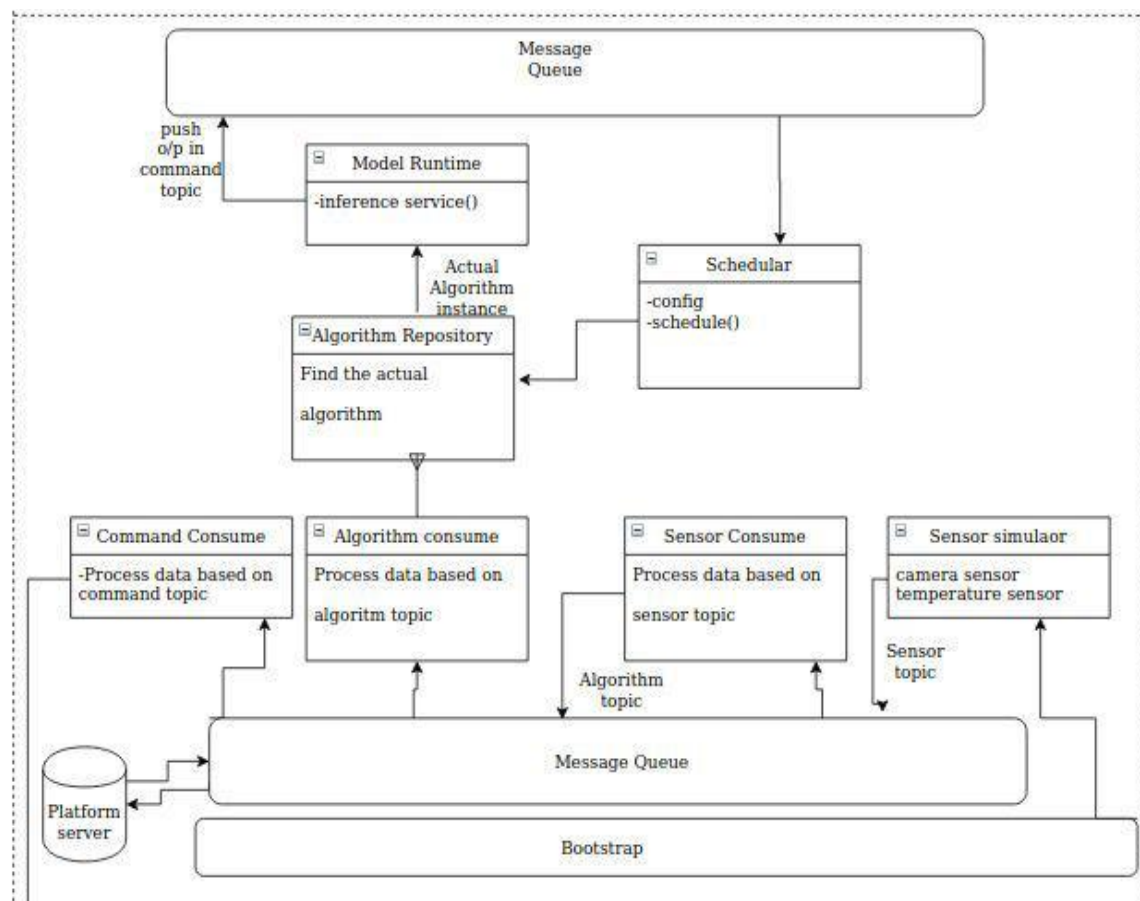 Message
Queue
push
o/p in
command
topic
Model Runtime
-inference service()
Schedular
-config
-schedule()
Actual
Algorithm
instance
Algorithm Repository
Find the actual
algorithm
Command Consume
-Process data based on
command topic
Algorithm consume
Process data based on
algoritm topic
Sensor Consume
Process data based on
sensor topic
Sensor simulaor
camera sensor
temperature sensor
Algorithm
topic
Sensor
topic
Message Queue
Platform
server
Bootstrap